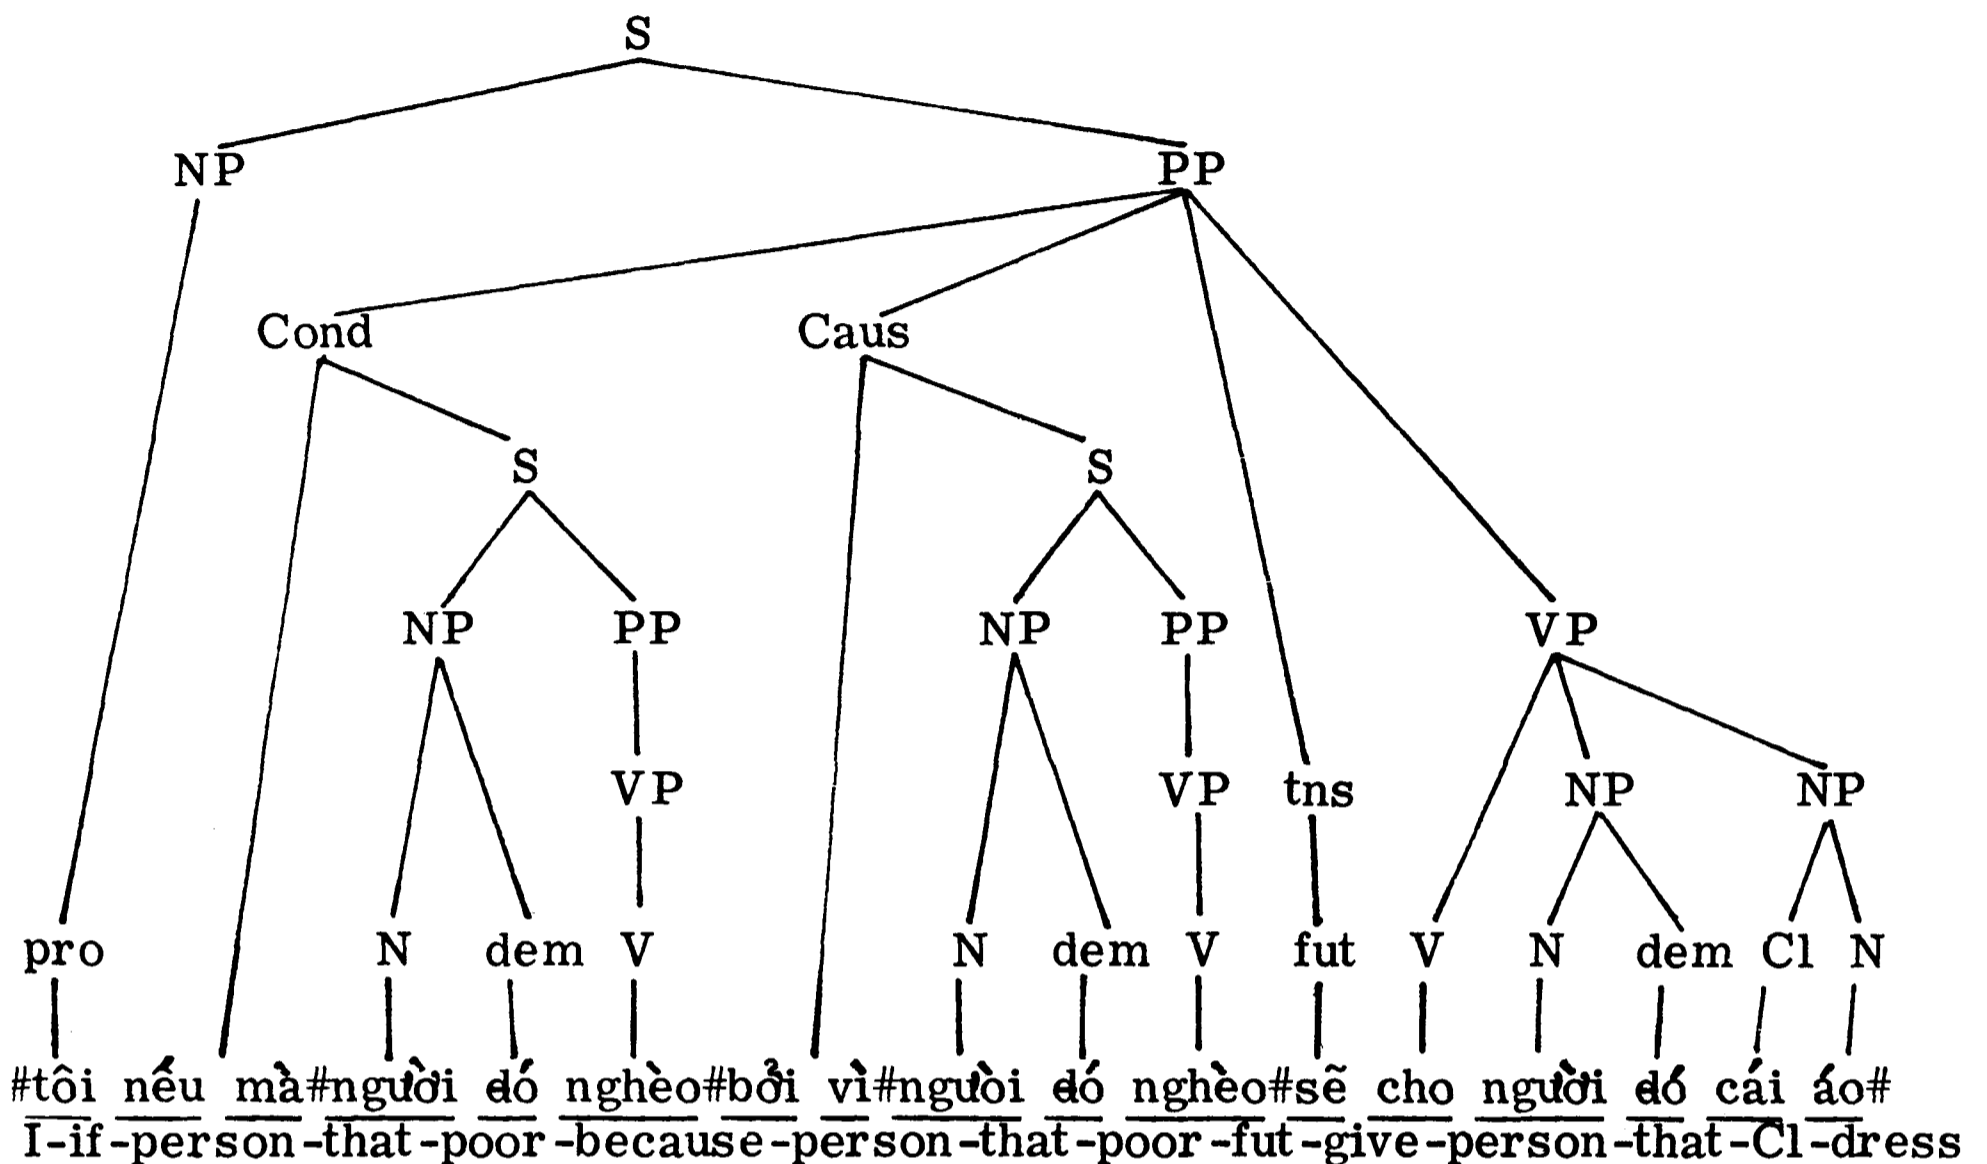 S
NP PP
Cond Caus
S S
NP PP NP PP VP
VP VP tns NP NP
pro N dem V N dem V fut V N dem Cl N
#tôi nếu mà#người đó nghèo#bởi vì#nguòi đó nghèo#sẽ cho người đó cái áo#
I-if-person-that-poor-because-person-that-poor-fut-give-person-that-Cl-dress